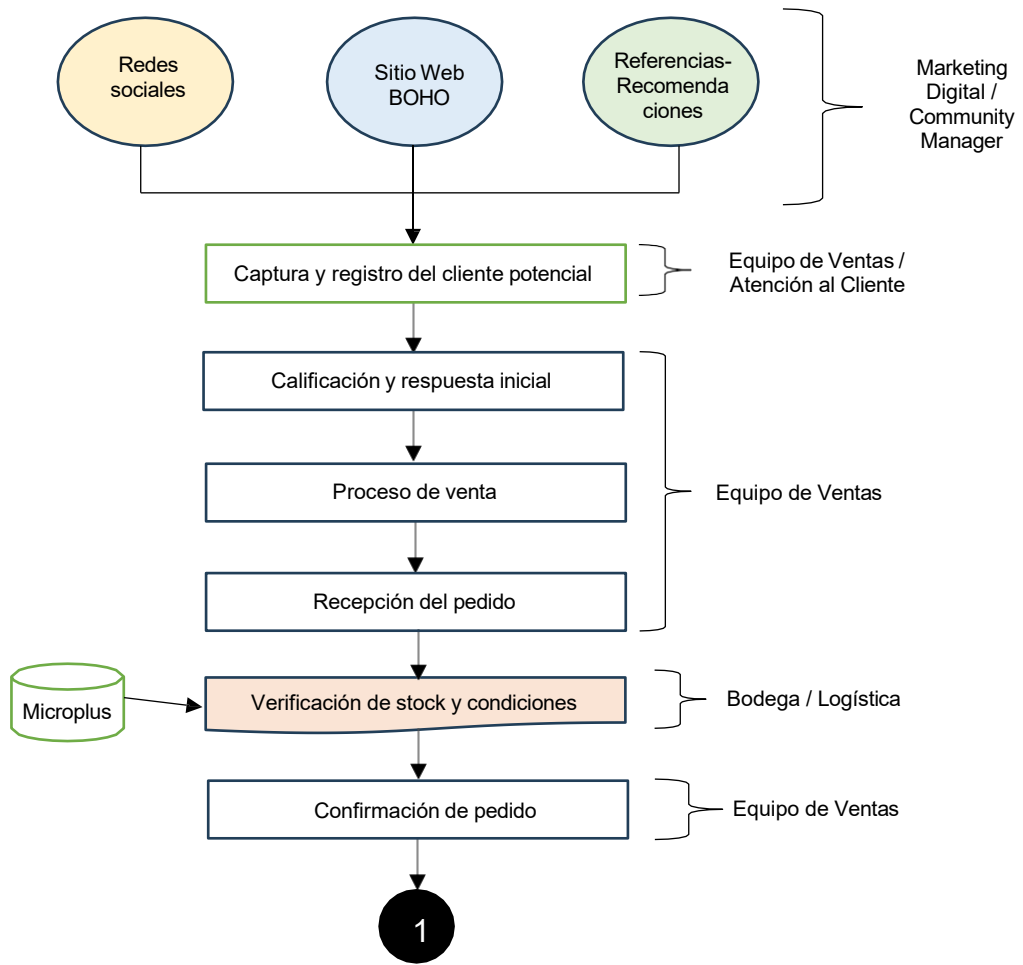 Redes
sociales
Sitio Web
BOHO
Referencias-
Recomenda
ciones
Marketing
Digital /
Community
Manager
Captura y registro del cliente potencial
Equipo de Ventas /
Atención al Cliente
Calificación y respuesta inicial
Proceso de venta
Equipo de Ventas
Recepción del pedido
Microplus
Verificación de stock y condiciones
Bodega / Logística
Confirmación de pedido
Equipo de Ventas
1